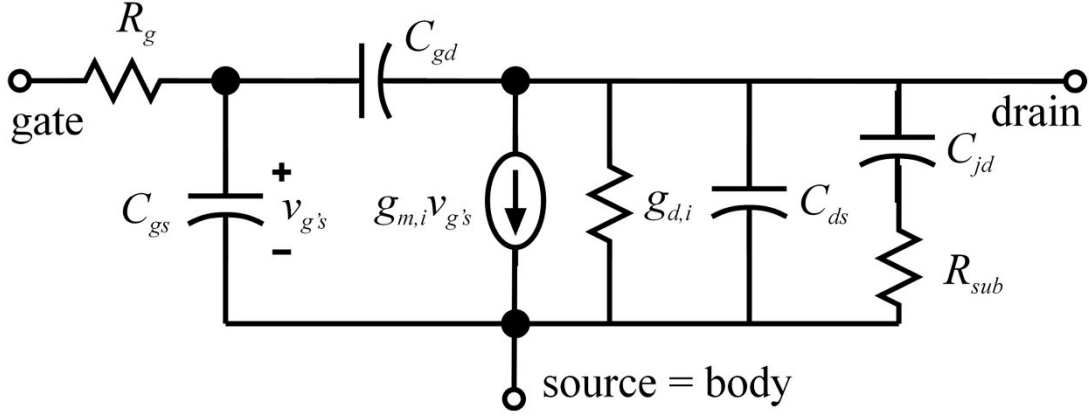 R_g
C_gd
gate
drain
C_jd
+
C_gs
v_g's
g_m,i v_g's
g_d,i
C_ds
−
R_sub
source = body